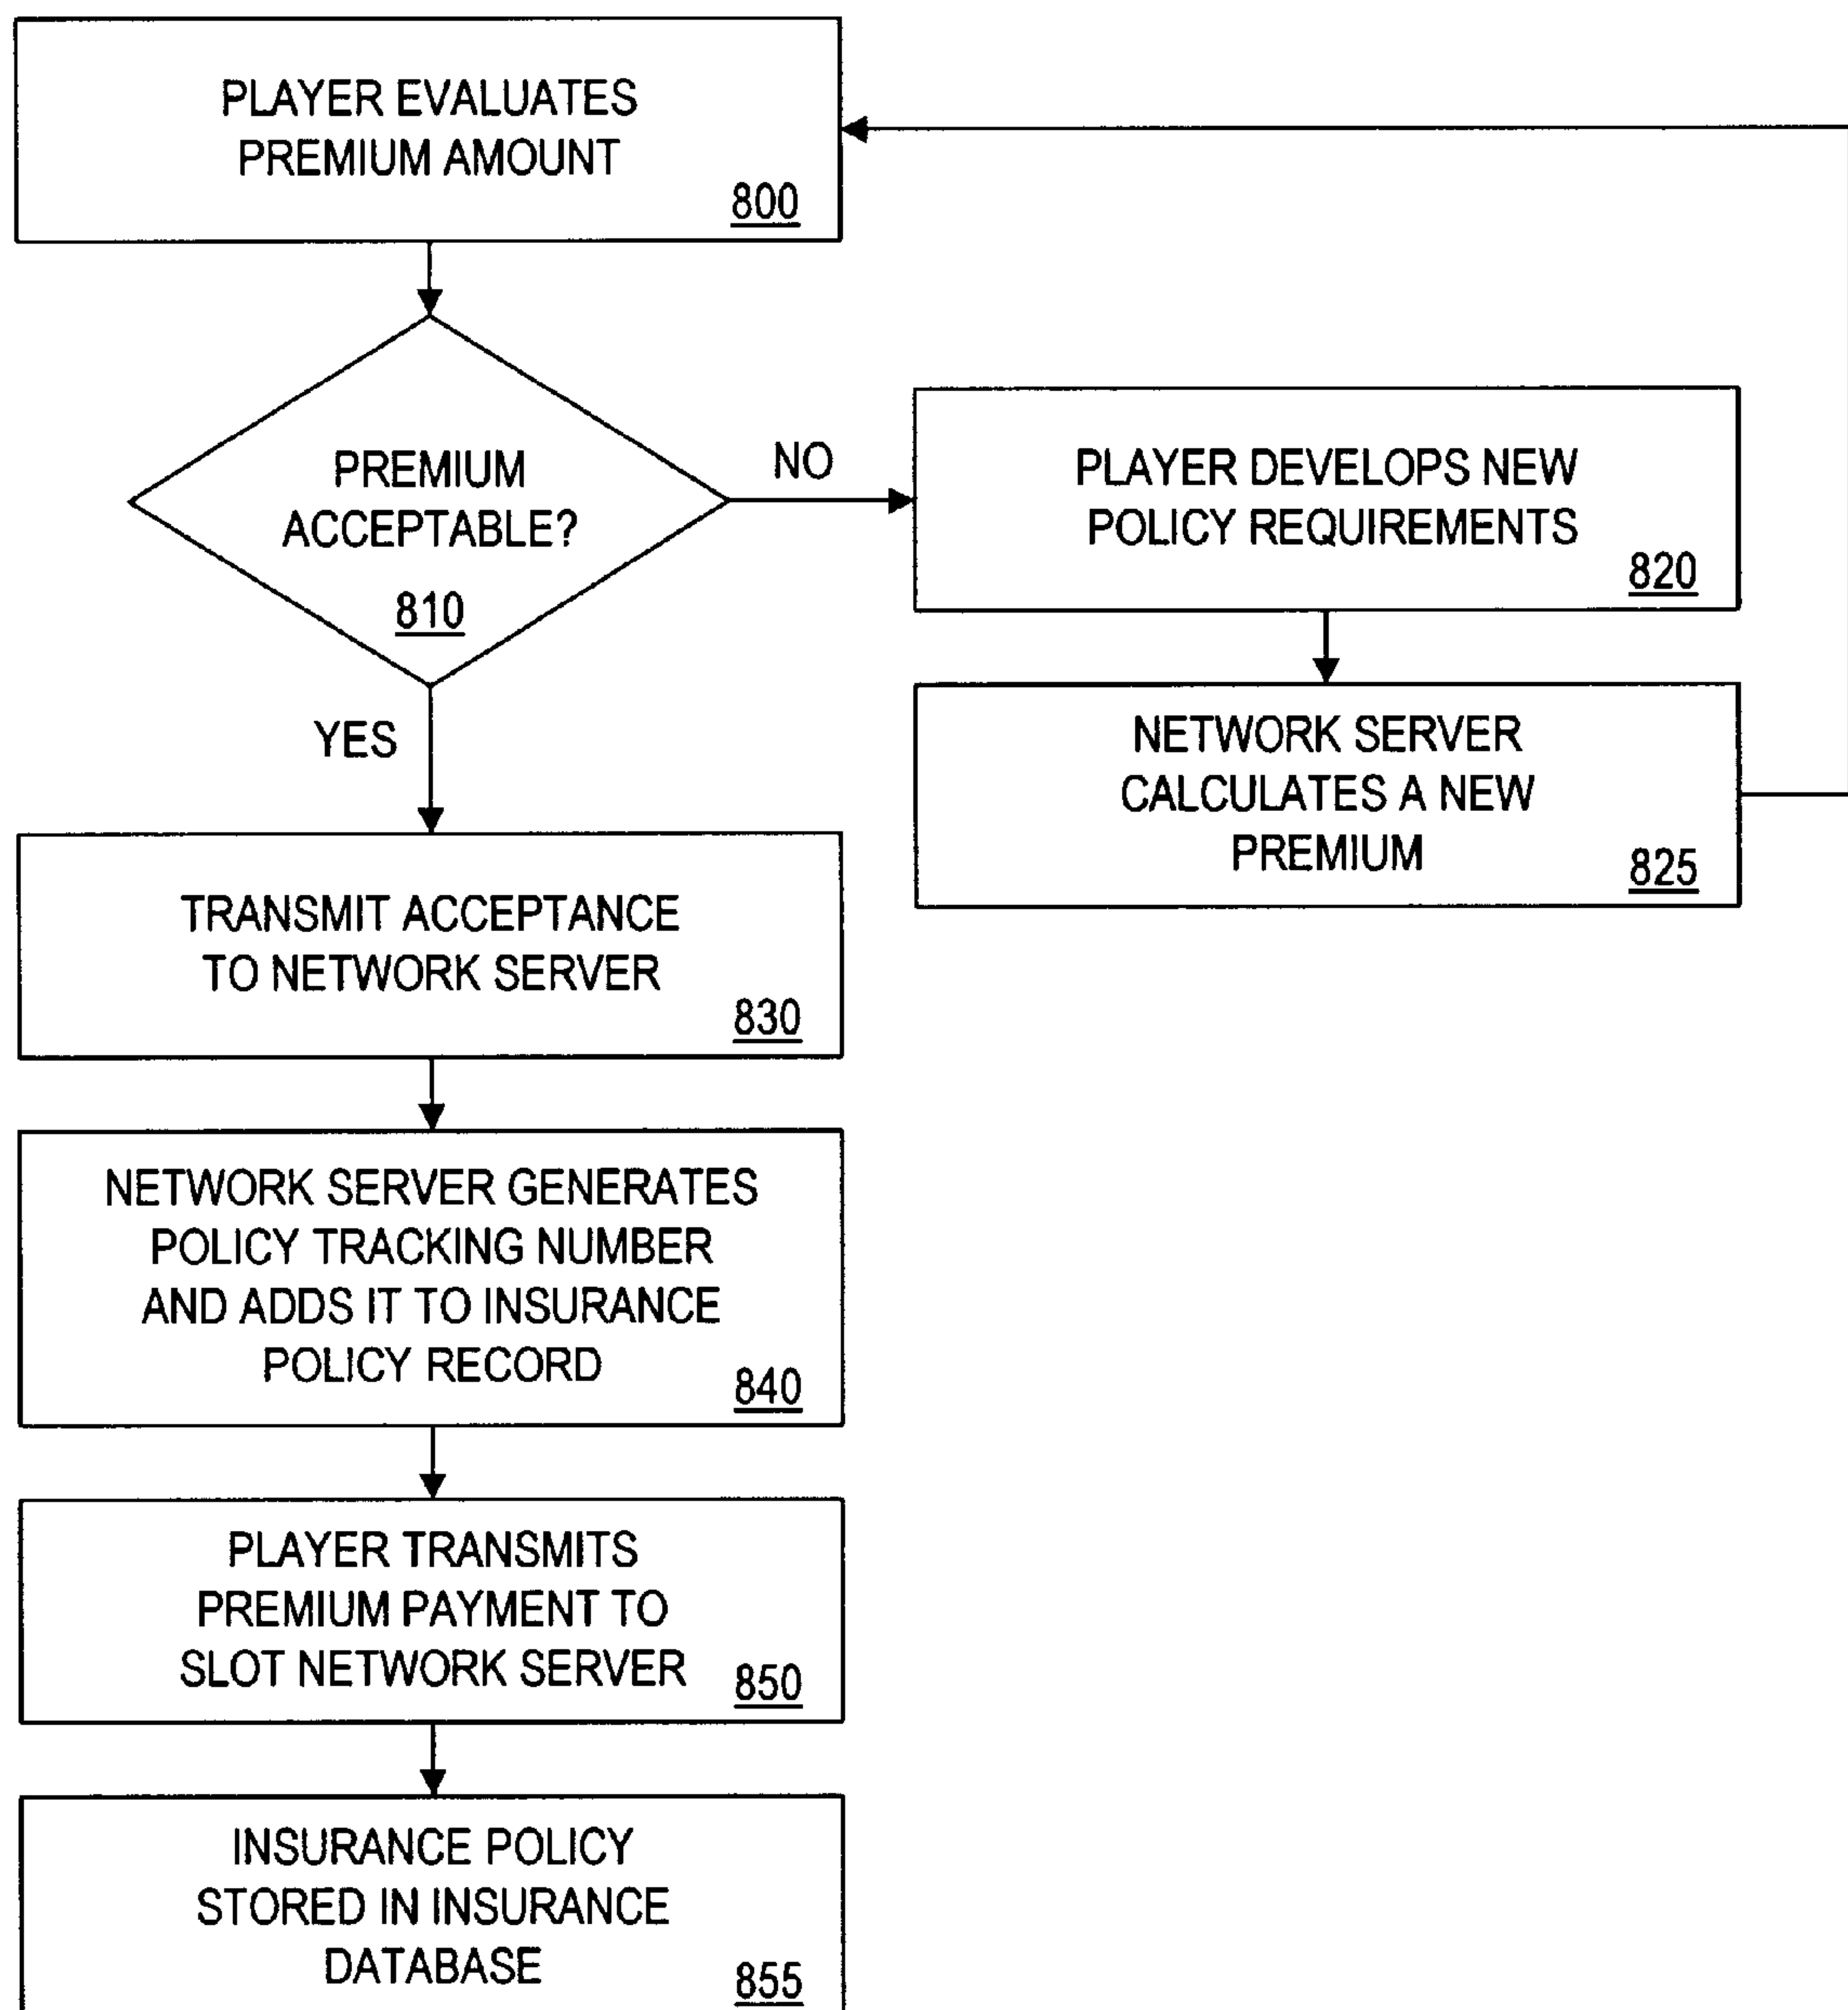 PLAYER EVALUATES
PREMIUM AMOUNT
800
PREMIUM
ACCEPTABLE?
810
NO
PLAYER DEVELOPS NEW
POLICY REQUIREMENTS
820
NETWORK SERVER
CALCULATES A NEW
PREMIUM
825
YES
TRANSMIT ACCEPTANCE
TO NETWORK SERVER
830
NETWORK SERVER GENERATES
POLICY TRACKING NUMBER
AND ADDS IT TO INSURANCE
POLICY RECORD
840
PLAYER TRANSMITS
PREMIUM PAYMENT TO
SLOT NETWORK SERVER
850
INSURANCE POLICY
STORED IN INSURANCE
DATABASE
855